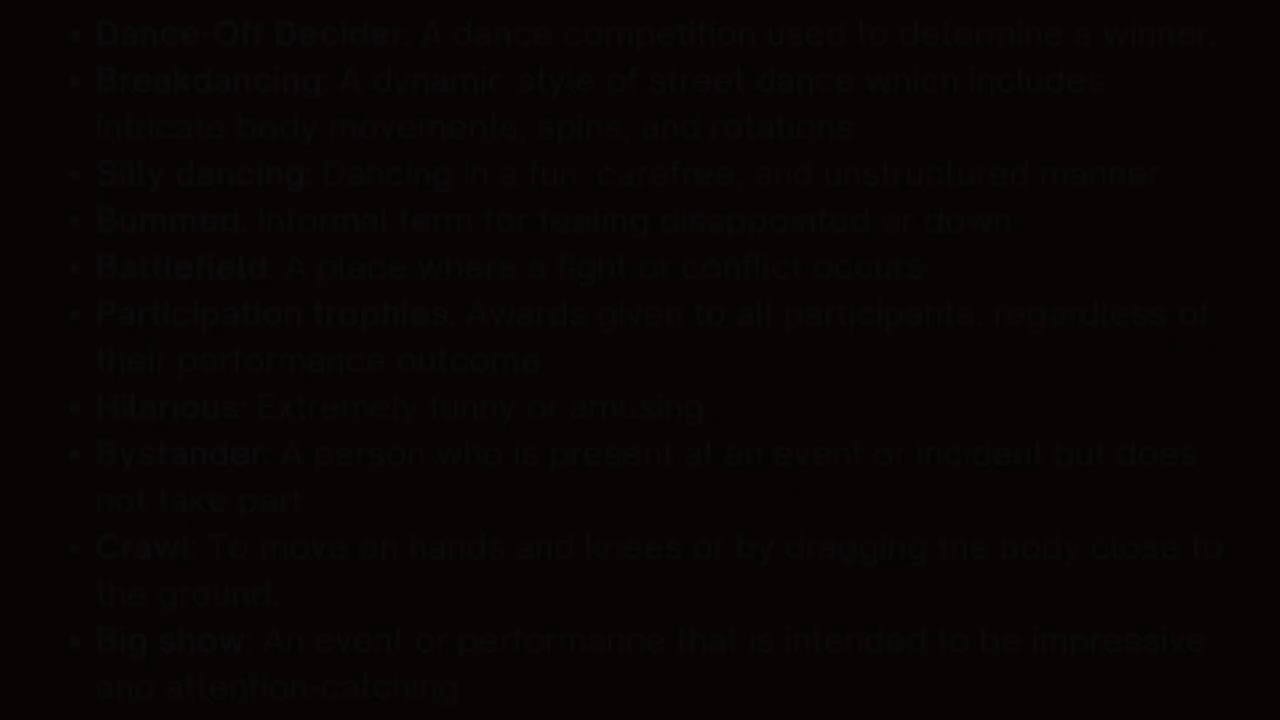 • Dance-Off Decider: A dance competition used to determine a winner.
• Breakdancing: A dynamic style of street dance which includes
intricate body movements, spins, and rotations.
• Silly dancing: Dancing in a fun, carefree, and unstructured manner.
• Bummed: Informal term for feeling disappointed or down.
• Battlefield: A place where a fight or conflict occurs.
• Participation trophies: Awards given to all participants, regardless of
their performance outcome.
• Hilarious: Extremely funny or amusing.
• Bystander: A person who is present at an event or incident but does
not take part.
• Crawl: To move on hands and knees or by dragging the body close to
the ground.
• Big show: An event or performance that is intended to be impressive
and attention-catching.